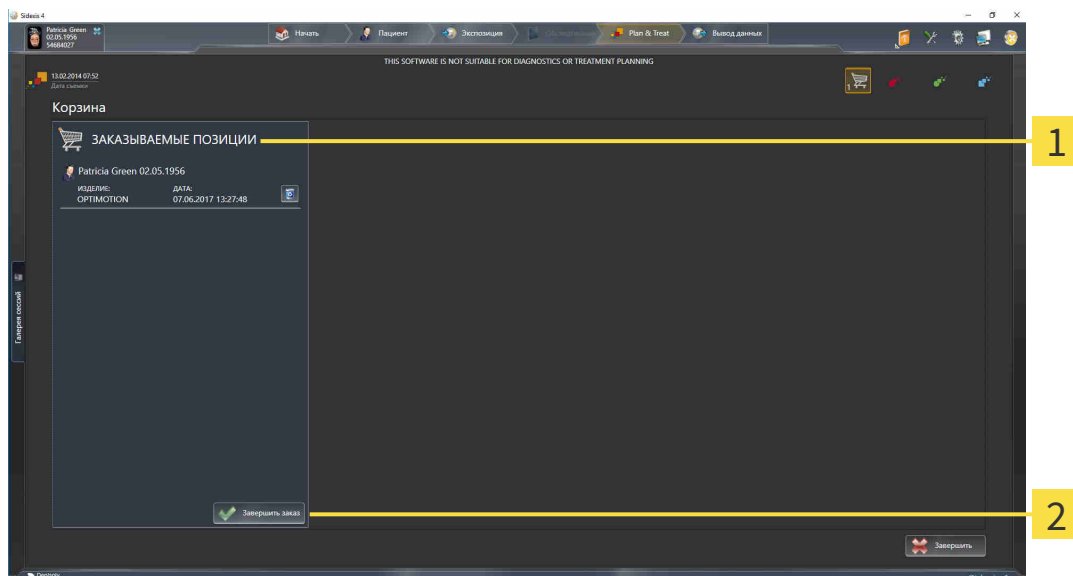 Sidexis 4
Patricia Green
02.05.1956
54684027
Начать
Пациент
Экспозиция
Plan & Treat
Вывод данных
THIS SOFTWARE IS NOT SUITABLE FOR DIAGNOSTICS OR TREATMENT PLANNING
13.02.2014 07:52
Дата съемки
1
Корзина
ЗАКАЗЫВАЕМЫЕ ПОЗИЦИИ
1
Patricia Green 02.05.1956
ИЗДЕЛИЕ: ДАТА:
OPTIMOTION 07.06.2017 13:27:48
Галерея сессий
Завершить заказ
2
Завершить